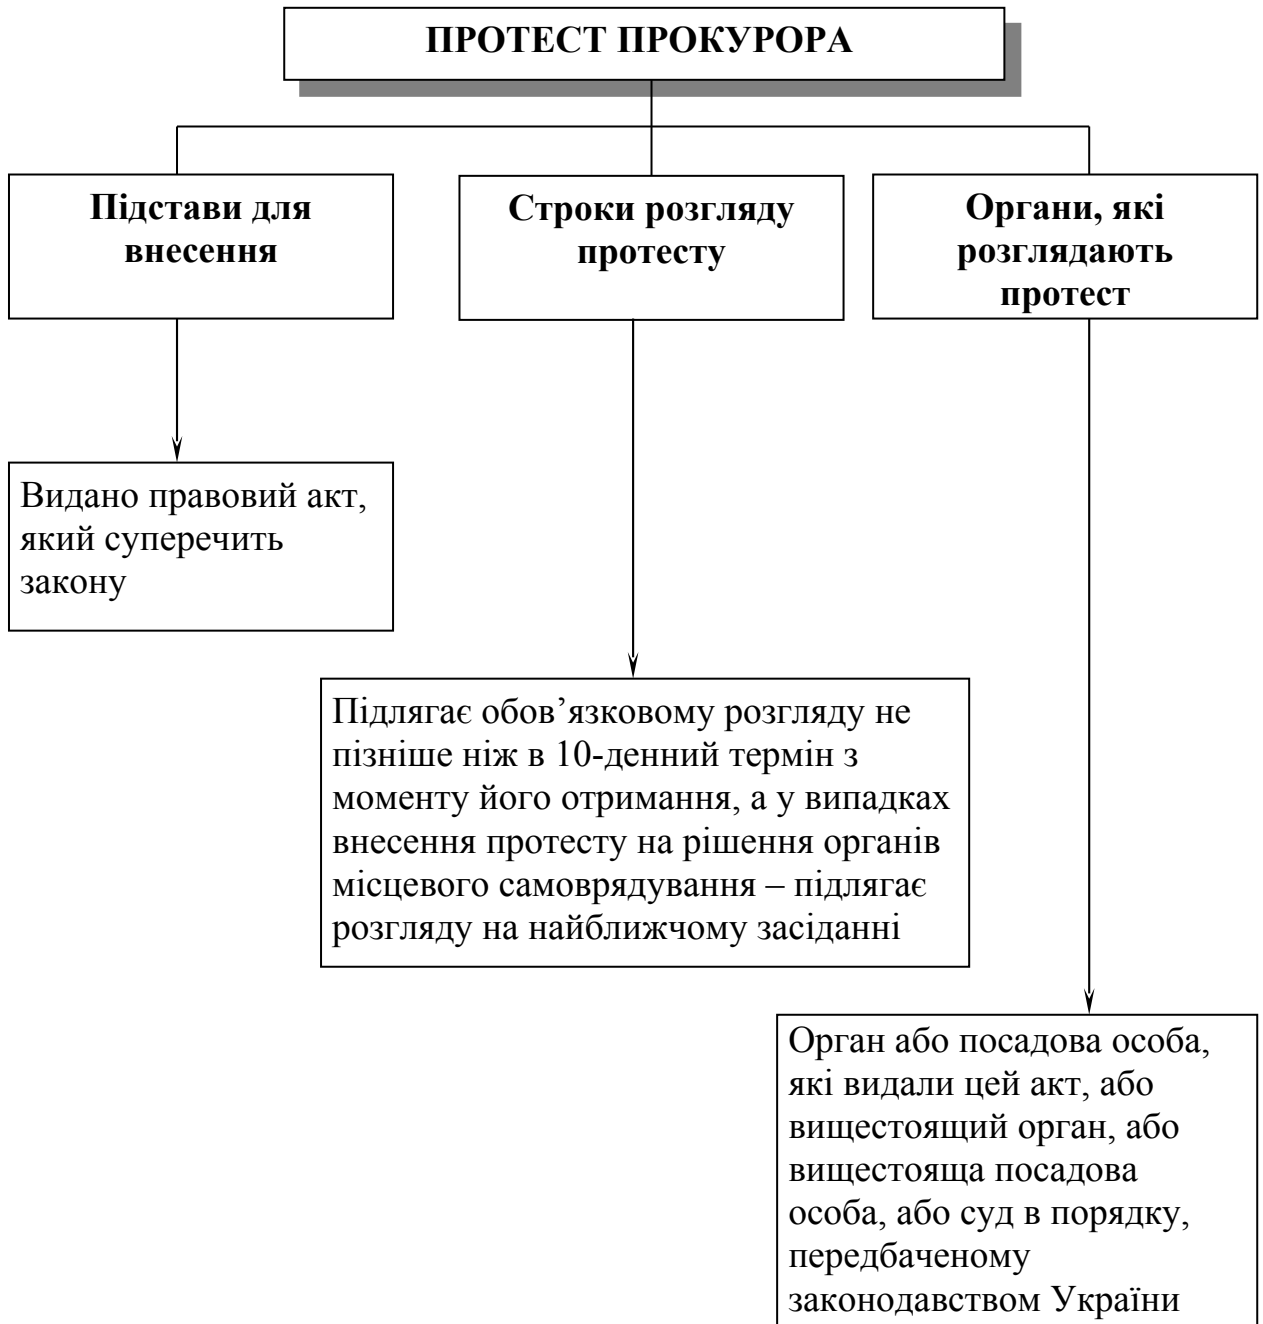 ПРОТЕСТ ПРОКУРОРА
Підстави для
внесення
Строки розгляду
протесту
Органи, які
розглядають
протест
Видано правовий акт,
який суперечить
закону
Підлягає обов’язковому розгляду не
пізніше ніж в 10-денний термін з
моменту його отримання, а у випадках
внесення протесту на рішення органів
місцевого самоврядування – підлягає
розгляду на найближчому засіданні
Орган або посадова особа,
які видали цей акт, або
вищестоящий орган, або
вищестояща посадова
особа, або суд в порядку,
передбаченому
законодавством України